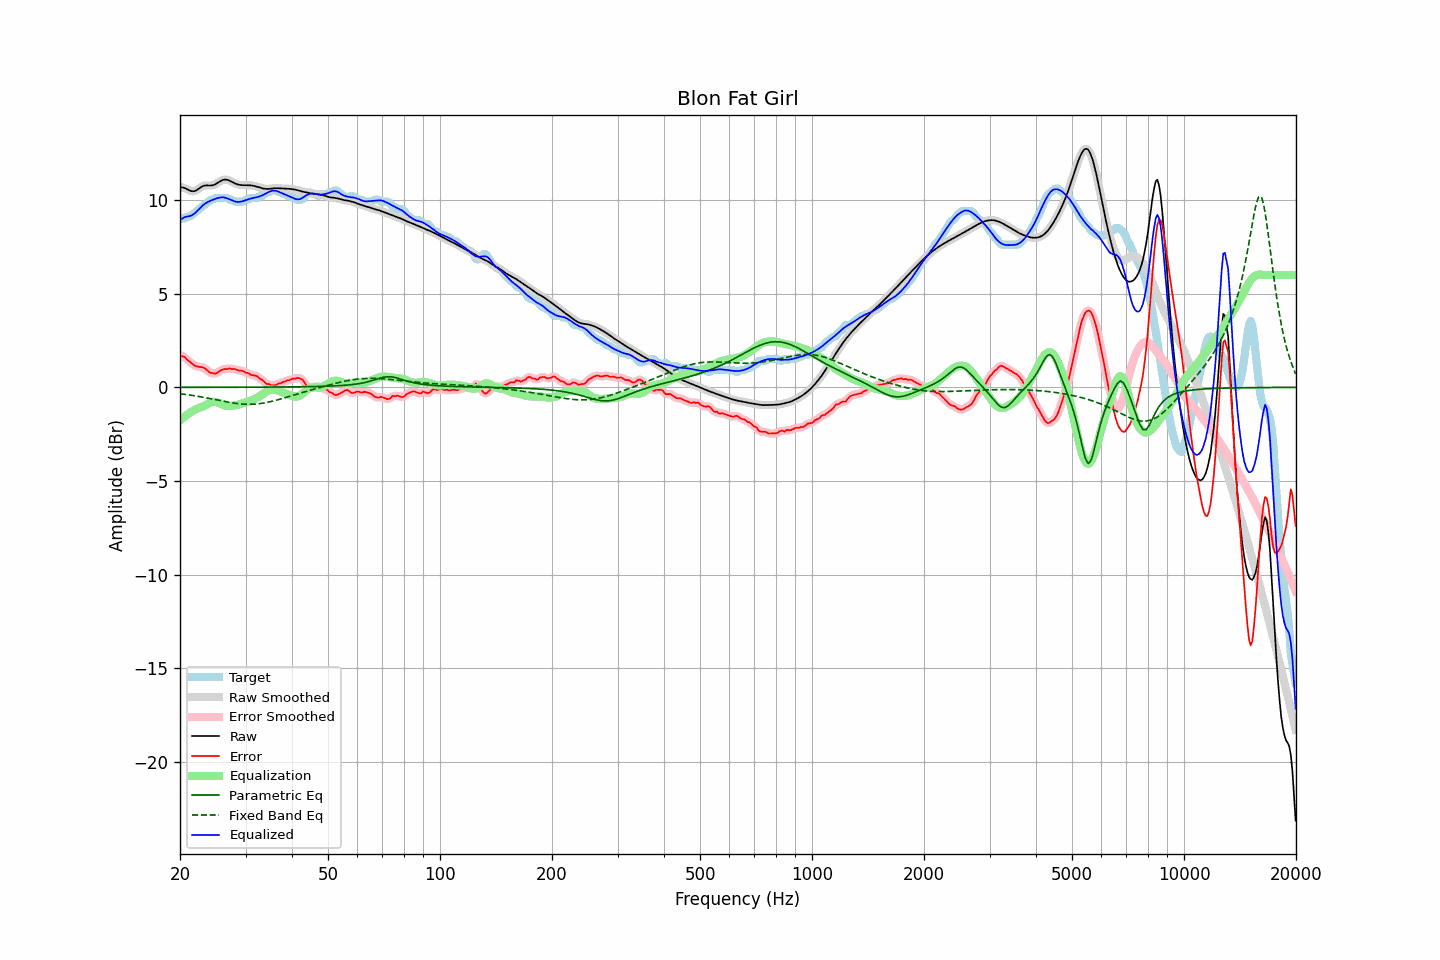 Blon Fat Girl
Amplitude (dBr)
10
5
0
−5
−10
−15
−20
Target
Raw Smoothed
Error Smoothed
Raw
Error
Equalization
Parametric Eq
Fixed Band Eq
Equalized
20 50 100 200 500 1000 2000 5000 10000 20000
Frequency (Hz)